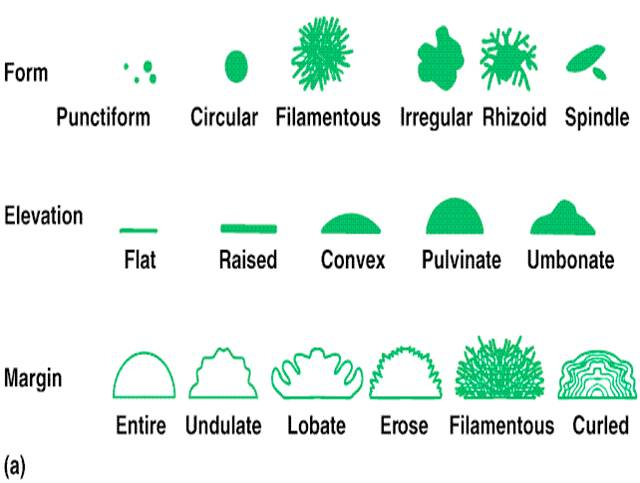 Form
Punctiform Circular Filamentous Irregular Rhizoid Spindle
Elevation
Flat Raised Convex Pulvinate Umbonate
Margin
Entire Undulate Lobate Erose Filamentous Curled
(a)